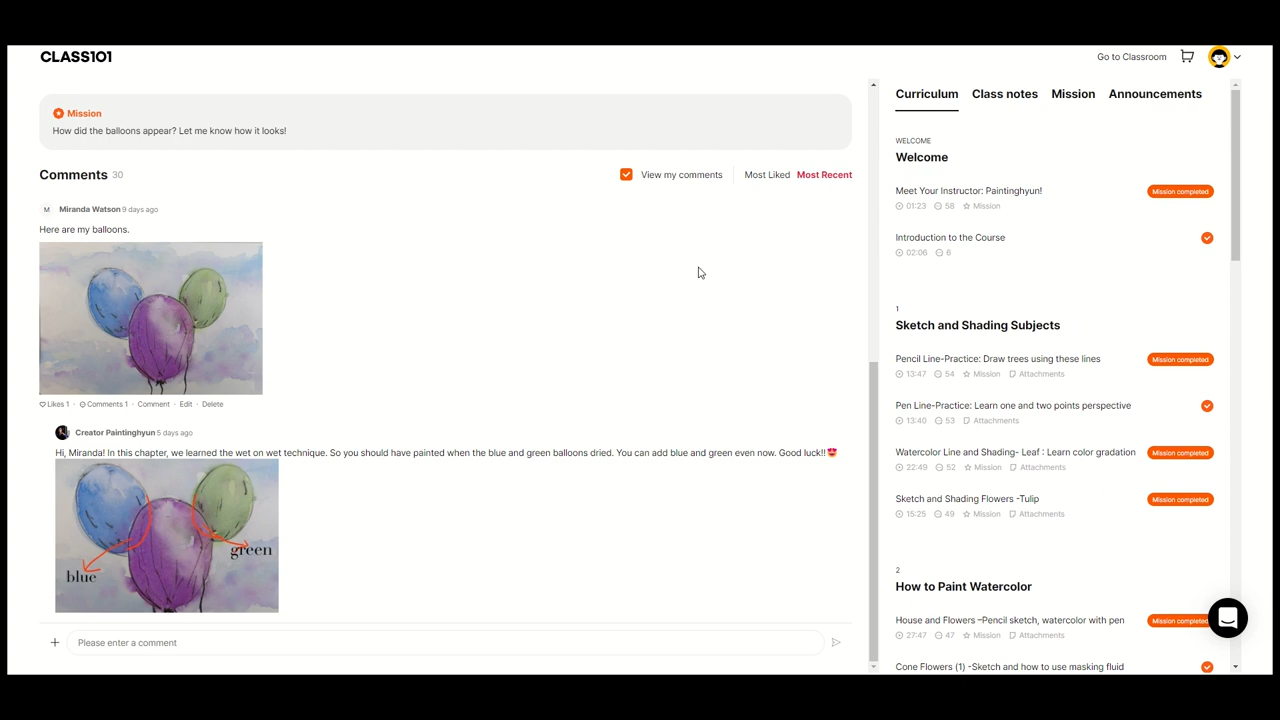 CLASS101
Go to Classroom
Mission
How did the balloons appear? Let me know how it looks!
Comments 30
View my comments
Most Liked Most Recent
M Miranda Watson 9 days ago
Here are my balloons.
Likes 1 · Comments 1 · Comment · Edit · Delete
Creator Paintinghyun 5 days ago
Hi, Miranda! In this chapter, we learned the wet on wet technique. So you should have painted when the blue and green balloons dried. You can add blue and green even now. Good luck!!😍
green
blue
Please enter a comment
Curriculum Class notes Mission Announcements
WELCOME
Welcome
Meet Your Instructor: Paintinghyun! Mission completed
01:23 58 Mission
Introduction to the Course
02:06 6
1
Sketch and Shading Subjects
Pencil Line-Practice: Draw trees using these lines Mission completed
13:47 54 Mission Attachments
Pen Line-Practice: Learn one and two points perspective
13:40 53 Attachments
Watercolor Line and Shading- Leaf : Learn color gradation Mission completed
22:49 52 Mission Attachments
Sketch and Shading Flowers -Tulip Mission completed
15:25 49 Mission Attachments
2
How to Paint Watercolor
House and Flowers –Pencil sketch, watercolor with pen Mission completed
27:47 47 Mission Attachments
Cone Flowers (1) -Sketch and how to use masking fluid